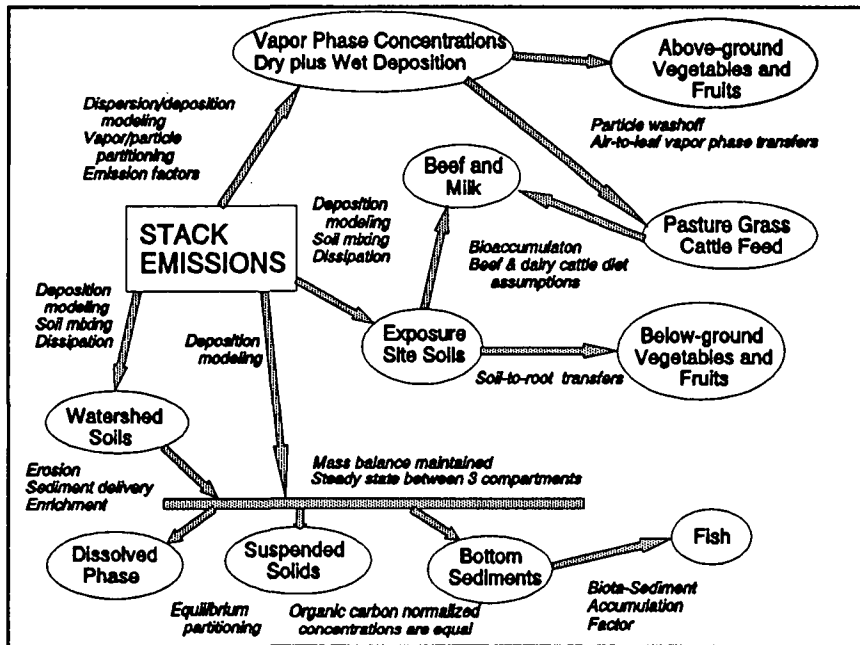 Vapor Phase Concentrations
Dry plus Wet Deposition
Above-ground
Vegetables and
Fruits
Dispersion/deposition
modeling
Vapor/particle
partitioning
Emission factors
Particle washoff
Air-to-leaf vapor phase transfers
Beef and
Milk
Deposition
modeling
Soil mixing
Dissipation
Pasture Grass
Cattle Feed
STACK
EMISSIONS
Bioaccumulaton
Beef & dairy cattle diet
assumptions
Deposition
modeling
Soil mixing
Dissipation
Deposition
modeling
Exposure
Site Soils
Below-ground
Vegetables and
Fruits
Soil-to-root transfers
Watershed
Soils
Mass balance maintained
Steady state between 3 compartments
Erosion
Sediment delivery
Enrichment
Dissolved
Phase
Suspended
Solids
Bottom
Sediments
Fish
Equilibrium
partitioning
Organic carbon normalized
concentrations are equal
Biota-Sediment
Accumulation
Factor